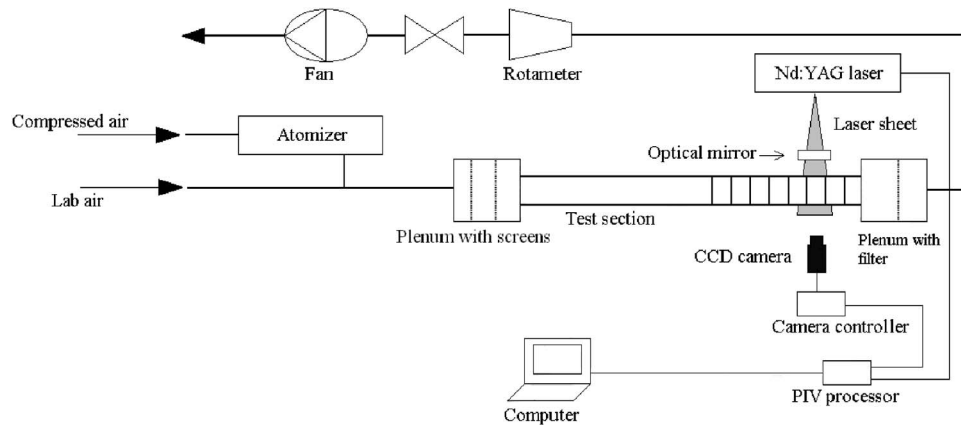 Fan
Rotameter
Nd:YAG laser
Compressed air
Atomizer
Laser sheet
Optical mirror
Lab air
Test section
Plenum with screens
Plenum with
filter
CCD camera
Camera controller
PIV processor
Computer